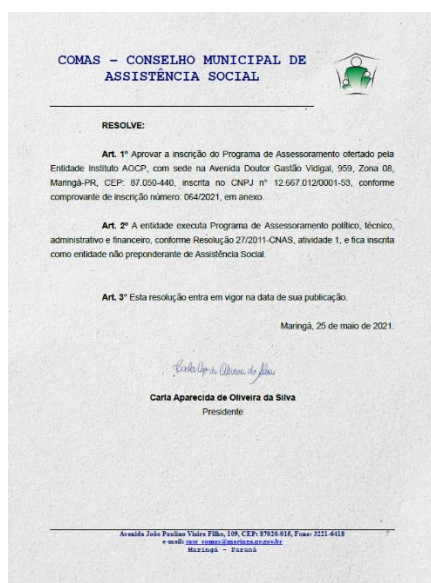 COMAS – CONSELHO MUNICIPAL DE
ASSISTÊNCIA SOCIAL
RESOLVE:
Art. 1º Aprovar a inscrição do Programa de Assessoramento ofertado pela
Entidade Instituto AOCP, com sede na Avenida Doutor Gastão Vidigal, 959, Zona 08,
Maringá-PR, CEP: 87.050-440, inscrita no CNPJ nº 12.667.012/0001-53, conforme
comprovante de inscrição número. 064/2021, em anexo.
Art. 2º A entidade executa Programa de Assessoramento político, técnico,
administrativo e financeiro, conforme Resolução 27/2011-CNAS, atividade 1, e fica inscrita
como entidade não preponderante de Assistência Social.
Art. 3º Esta resolução entra em vigor na data de sua publicação.
Maringá, 25 de maio de 2021.
Carla Aparecida de Oliveira da Silva
Presidente
Avenida João Paulino Vieira Filho, 109, CEP: 87020-015, Fone: 3221-6418
e-mail: sasc_comas@maringa.pr.gov.br
Maringá – Paraná